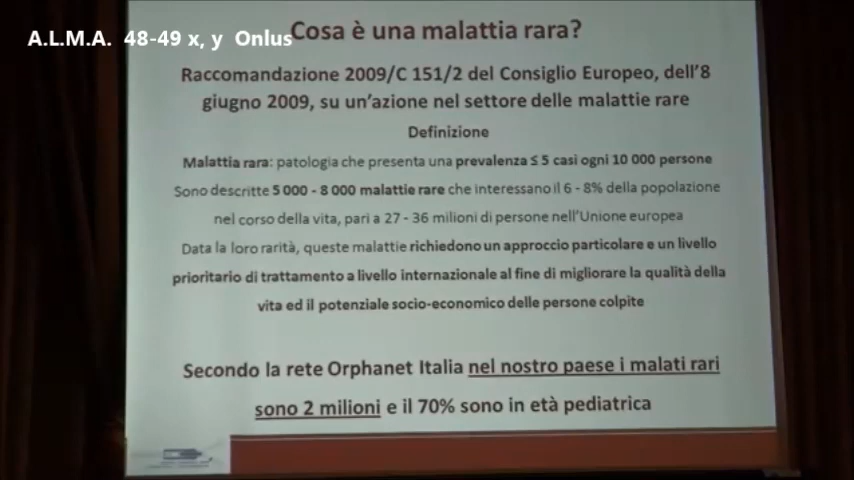 A.L.M.A. 48-49 x, y Onlus
Cosa è una malattia rara?
Raccomandazione 2009/C 151/2 del Consiglio Europeo, dell'8
giugno 2009, su un'azione nel settore delle malattie rare
Definizione
Malattia rara: patologia che presenta una prevalenza ≤ 5 casi ogni 10 000 persone
Sono descritte 5 000 - 8 000 malattie rare che interessano il 6 - 8% della popolazione
nel corso della vita, pari a 27 - 36 milioni di persone nell'Unione europea
Data la loro rarità, queste malattie richiedono un approccio particolare e un livello
prioritario di trattamento a livello internazionale al fine di migliorare la qualità della
vita ed il potenziale socio-economico delle persone colpite
Secondo la rete Orphanet Italia nel nostro paese i malati rari
sono 2 milioni e il 70% sono in età pediatrica